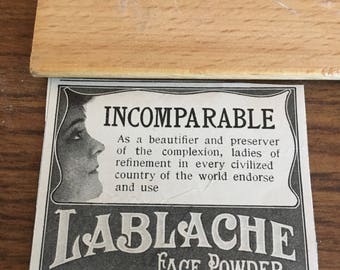 INCOMPARABLE
As a beautifier and preserver
of the complexion, ladies of
refinement in every civilized
country of the world endorse
and use
LABLACHE
FACE POWDER